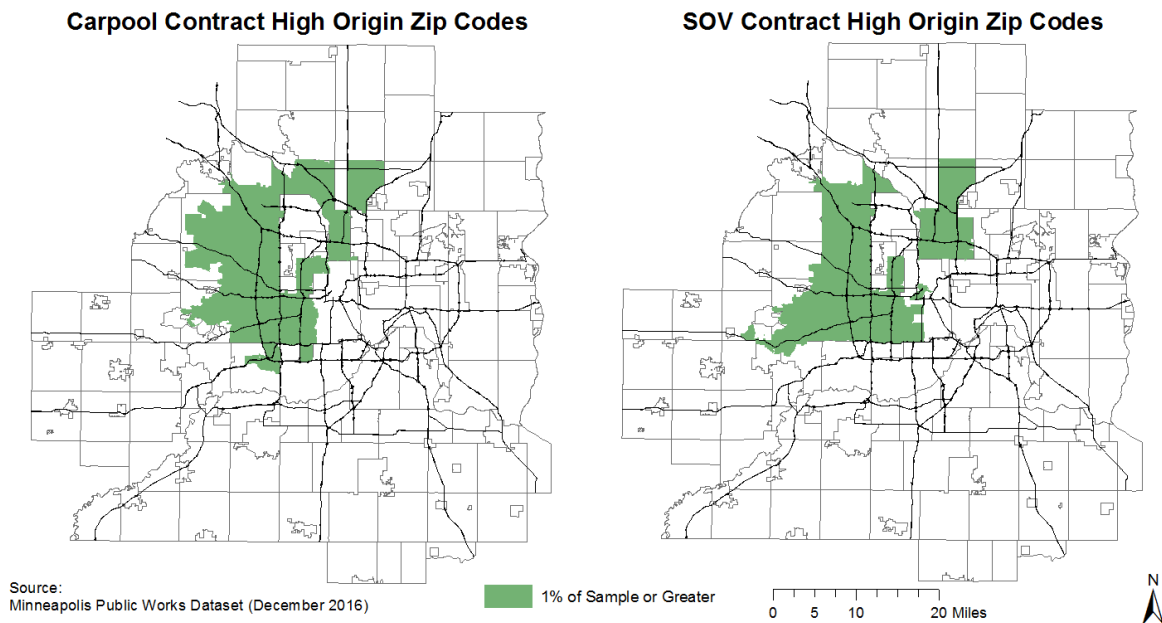 Carpool Contract High Origin Zip Codes
SOV Contract High Origin Zip Codes
Source:
Minneapolis Public Works Dataset (December 2016)
1% of Sample or Greater
0 5 10 20 Miles
N